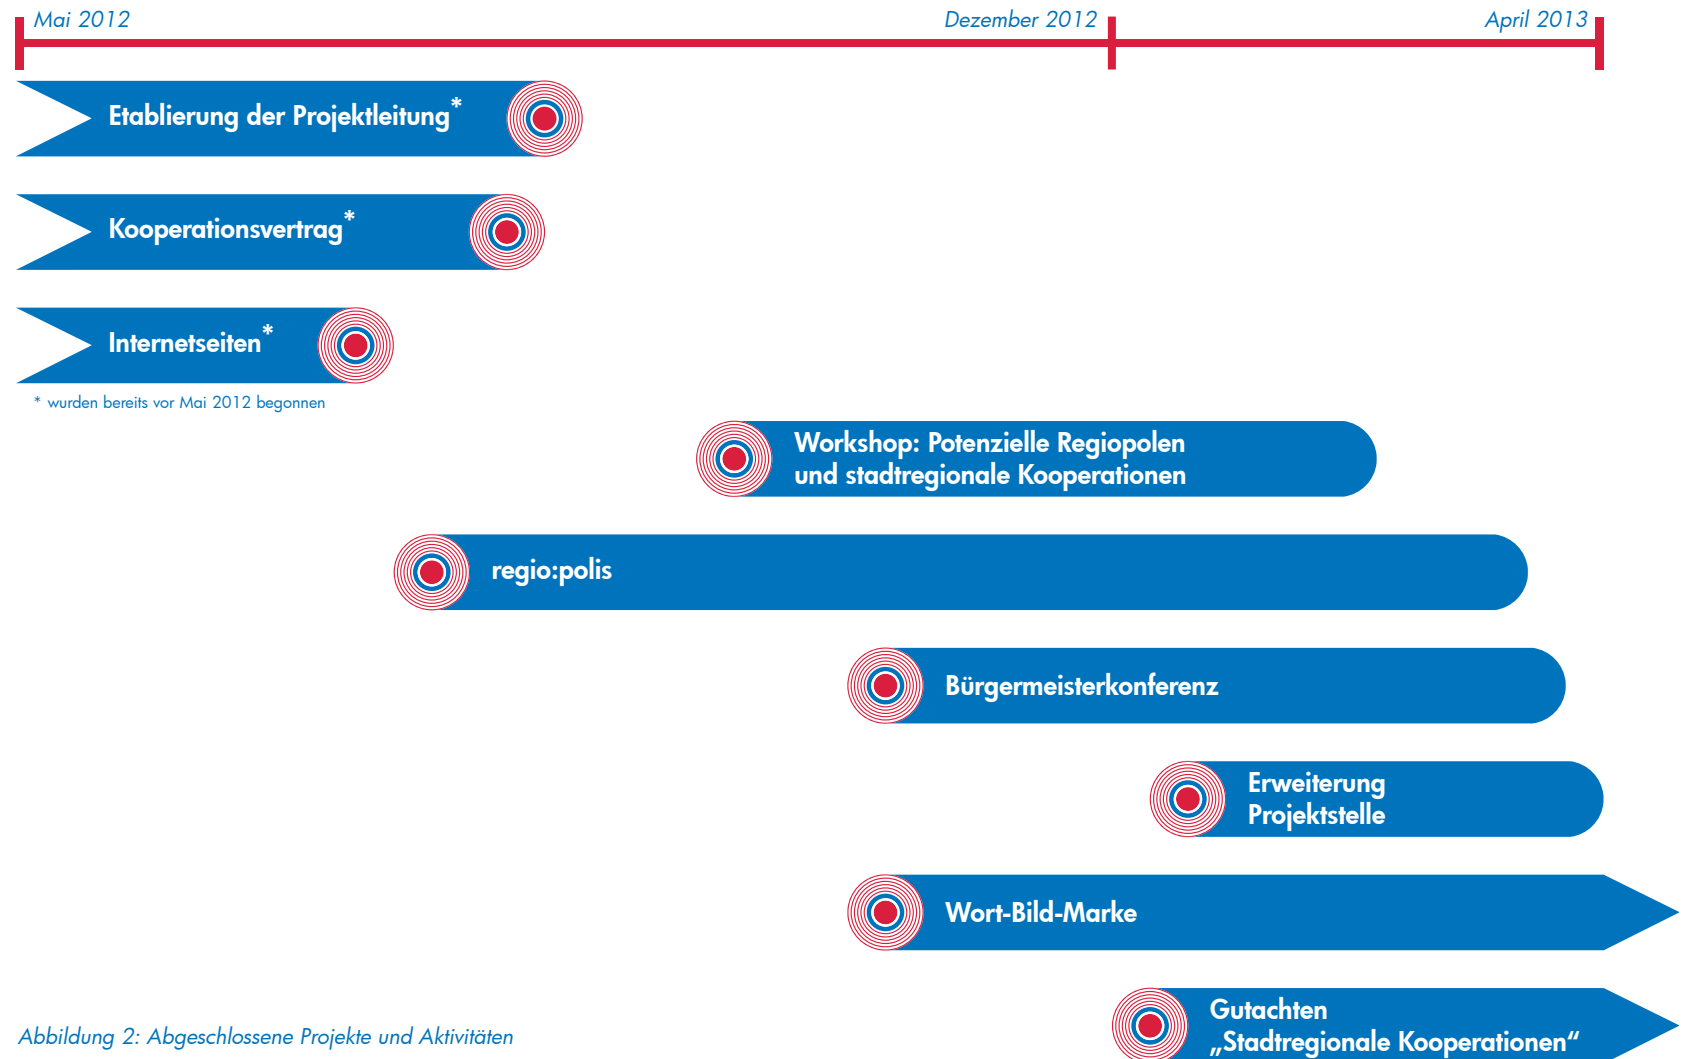 Mai 2012
Dezember 2012
April 2013
Etablierung der Projektleitung*
Kooperationsvertrag*
Internetseiten*
* wurden bereits vor Mai 2012 begonnen
Workshop: Potenzielle Regiopolen
und stadtregionale Kooperationen
regio:polis
Bürgermeisterkonferenz
Erweiterung
Projektstelle
Wort-Bild-Marke
Gutachten
„Stadtregionale Kooperationen“
Abbildung 2: Abgeschlossene Projekte und Aktivitäten